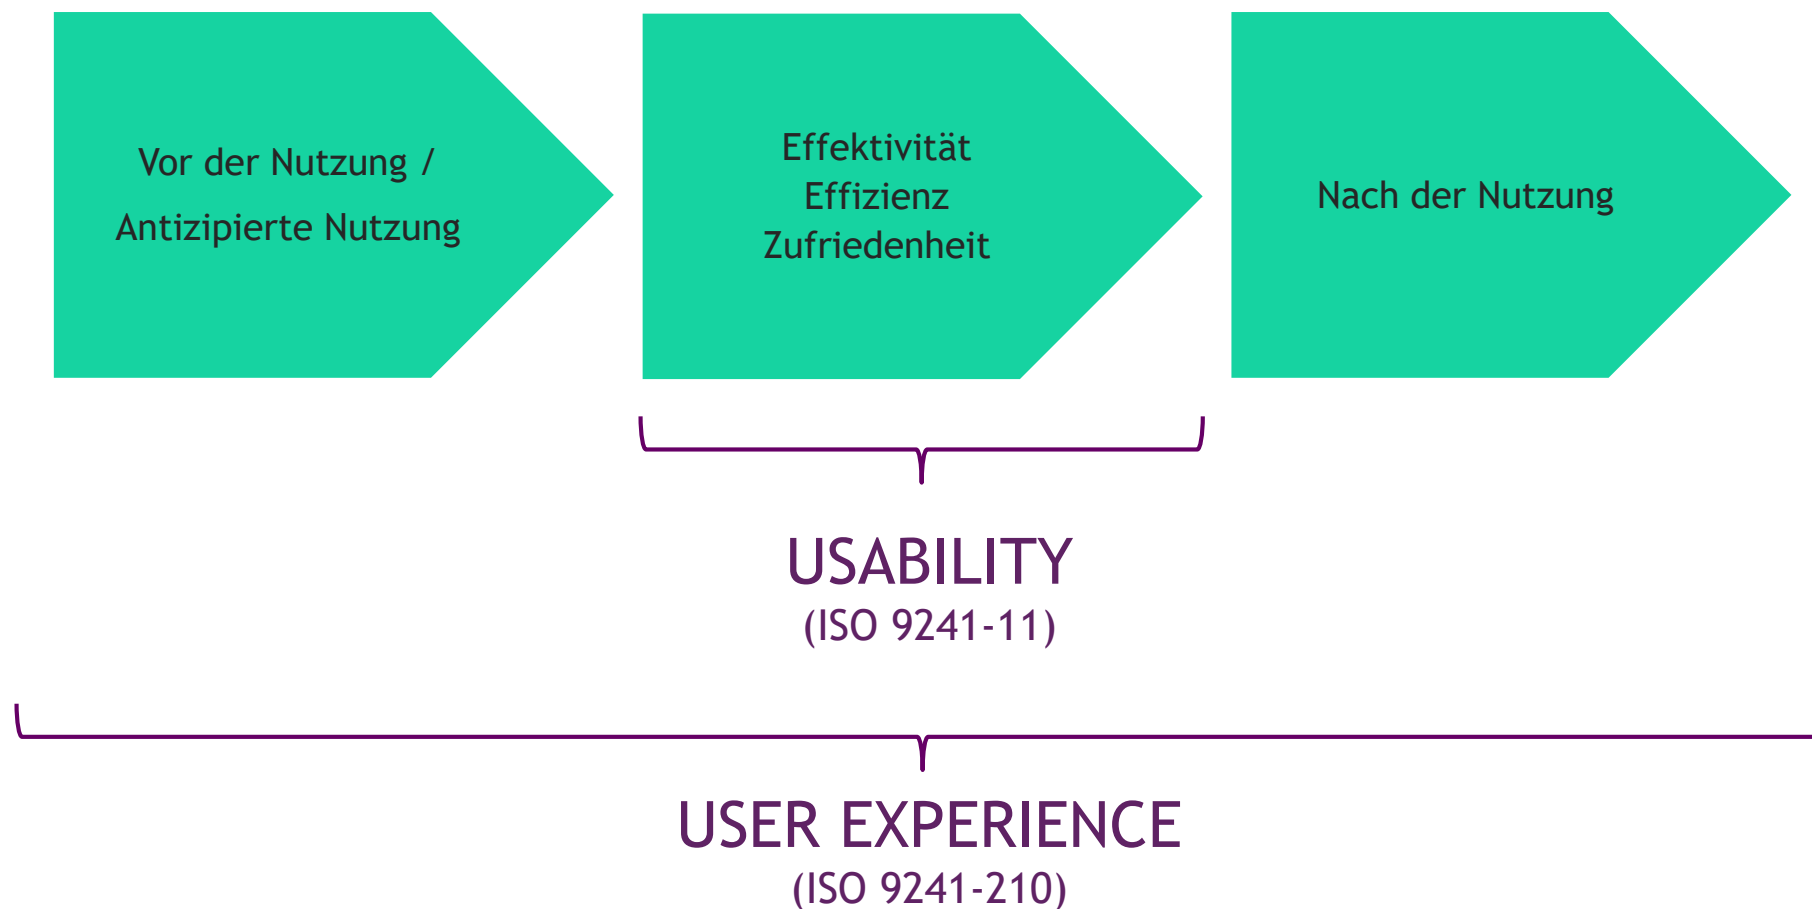 Vor der Nutzung /
Antizipierte Nutzung
Effektivität
Effizienz
Zufriedenheit
Nach der Nutzung
USABILITY
(ISO 9241-11)
USER EXPERIENCE
(ISO 9241-210)